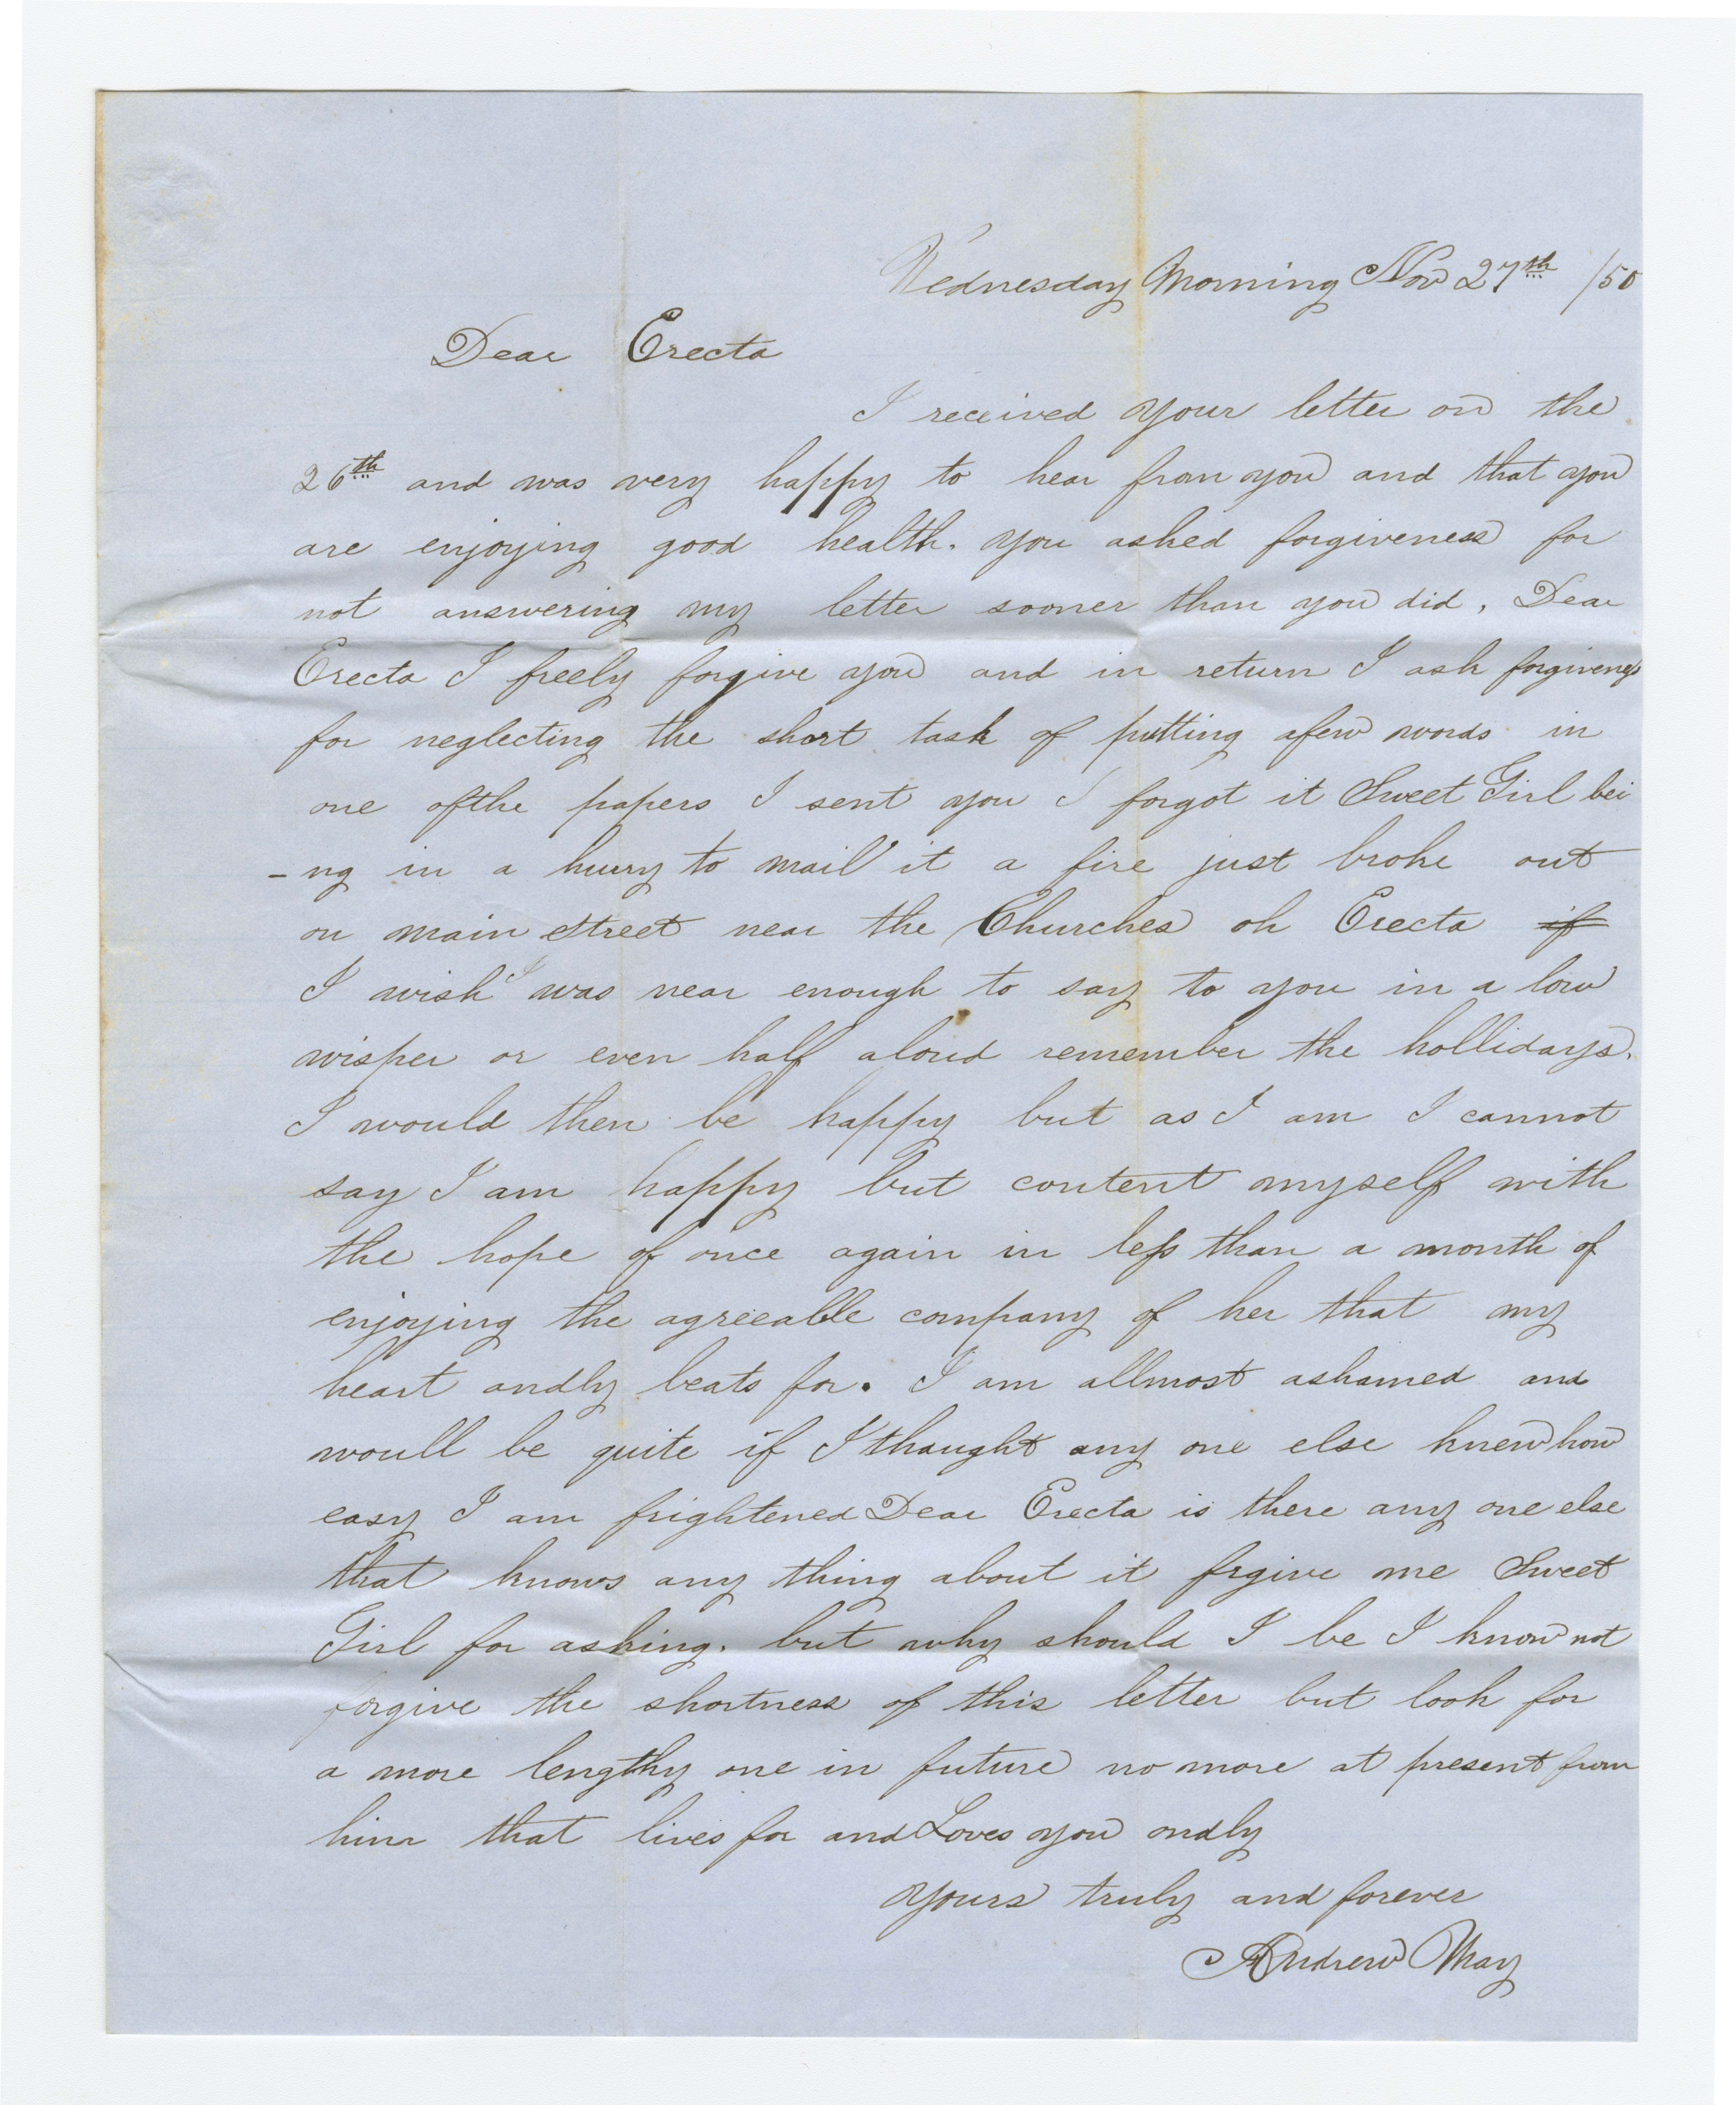 Wednesday Morning Nov 27th /50
Dear Erecta
I received your letter on the
26th and was very happy to hear from you and that you
are enjoying good health. you asked forgiveness for
not answering my letter sooner than you did, Dear
Erecta I freely forgive you and in return I ask forgiveness
for neglecting the short task of putting afew words in
one ofthe papers I sent you I forgot it Sweet Girl bei
-ng in a hurry to mail it a fire just broke out
on main street near the Churches oh Erecta if
I wish I was near enough to say to you in a low
wisper or even half aloud remember the hollidays.
I would then be happy but as I am I cannot
say I am happy but content myself with
the hope of once again in less than a month of
enjoying the agreeable company of her that my
heart ondly beats for. I am allmost ashamed and
woull be quite if I thought any one else knew how
easy I am frightened Dear Erecta is there any one else
that knows any thing about it frgive me Sweet
Girl for asking. but why should I be I know not
forgive the shortness of this letter but look for
a more lengthy one in future no more at present from
him that lives for and Loves you ondly
yours truly and forever
Andrew May